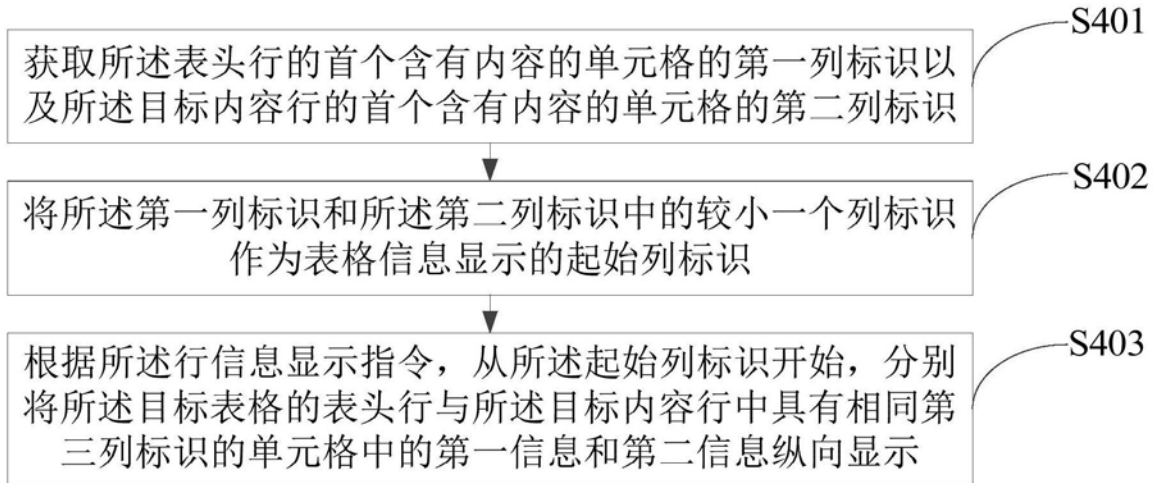 S401
获取所述表头行的首个含有内容的单元格的第一列标识以
及所述目标内容行的首个含有内容的单元格的第二列标识
S402
将所述第一列标识和所述第二列标识中的较小一个列标识
作为表格信息显示的起始列标识
S403
根据所述行信息显示指令，从所述起始列标识开始，分别
将所述目标表格的表头行与所述目标内容行中具有相同第
三列标识的单元格中的第一信息和第二信息纵向显示